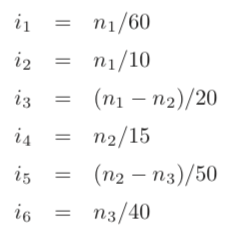 i₁ = n₁/60
i₂ = n₁/10
i₃ = (n₁ − n₂)/20
i₄ = n₂/15
i₅ = (n₂ − n₃)/50
i₆ = n₃/40